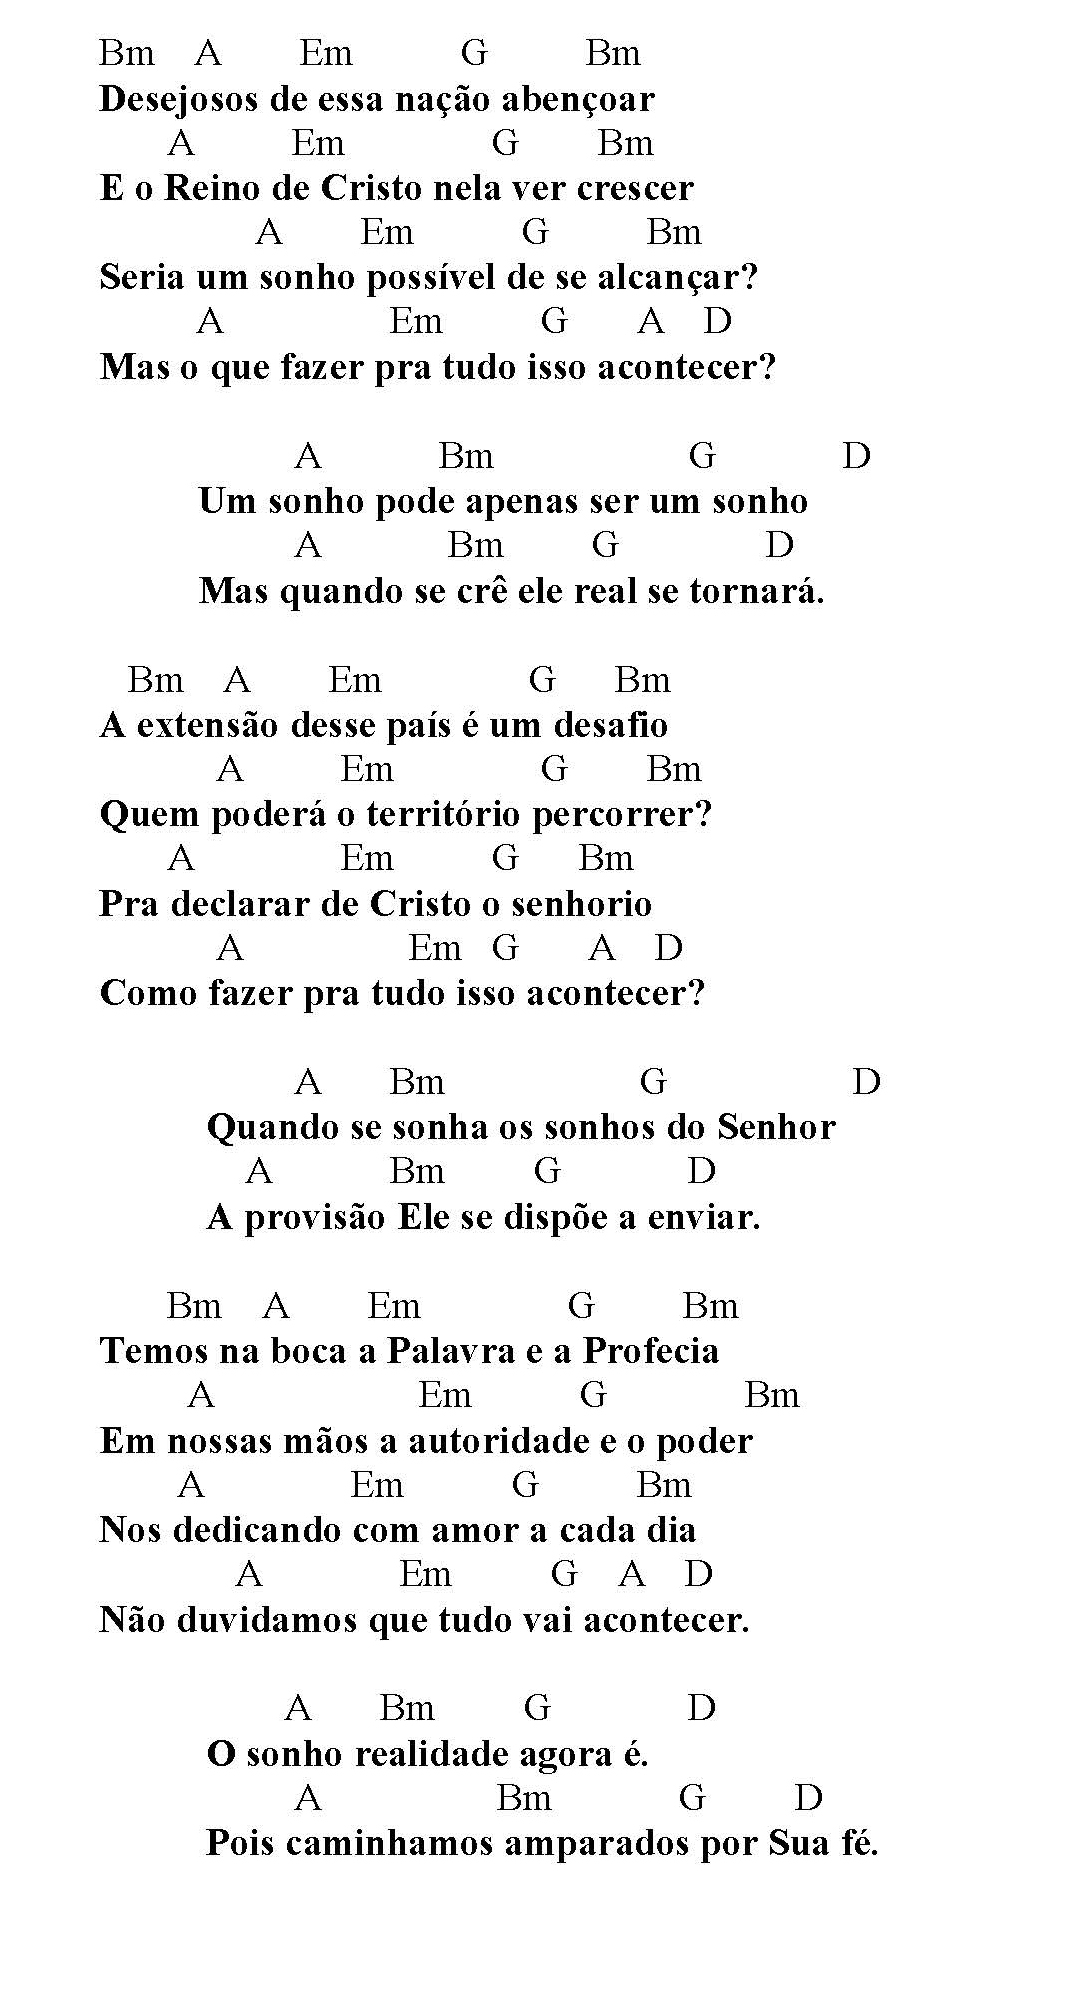 Bm A Em G Bm
Desejosos de essa nação abençoar
A Em G Bm
E o Reino de Cristo nela ver crescer
A Em G Bm
Seria um sonho possível de se alcançar?
A Em G A D
Mas o que fazer pra tudo isso acontecer?
A Bm G D
Um sonho pode apenas ser um sonho
A Bm G D
Mas quando se crê ele real se tornará.
Bm A Em G Bm
A extensão desse país é um desafio
A Em G Bm
Quem poderá o território percorrer?
A Em G Bm
Pra declarar de Cristo o senhorio
A Em G A D
Como fazer pra tudo isso acontecer?
A Bm G D
Quando se sonha os sonhos do Senhor
A Bm G D
A provisão Ele se dispõe a enviar.
Bm A Em G Bm
Temos na boca a Palavra e a Profecia
A Em G Bm
Em nossas mãos a autoridade e o poder
A Em G Bm
Nos dedicando com amor a cada dia
A Em G A D
Não duvidamos que tudo vai acontecer.
A Bm G D
O sonho realidade agora é.
A Bm G D
Pois caminhamos amparados por Sua fé.